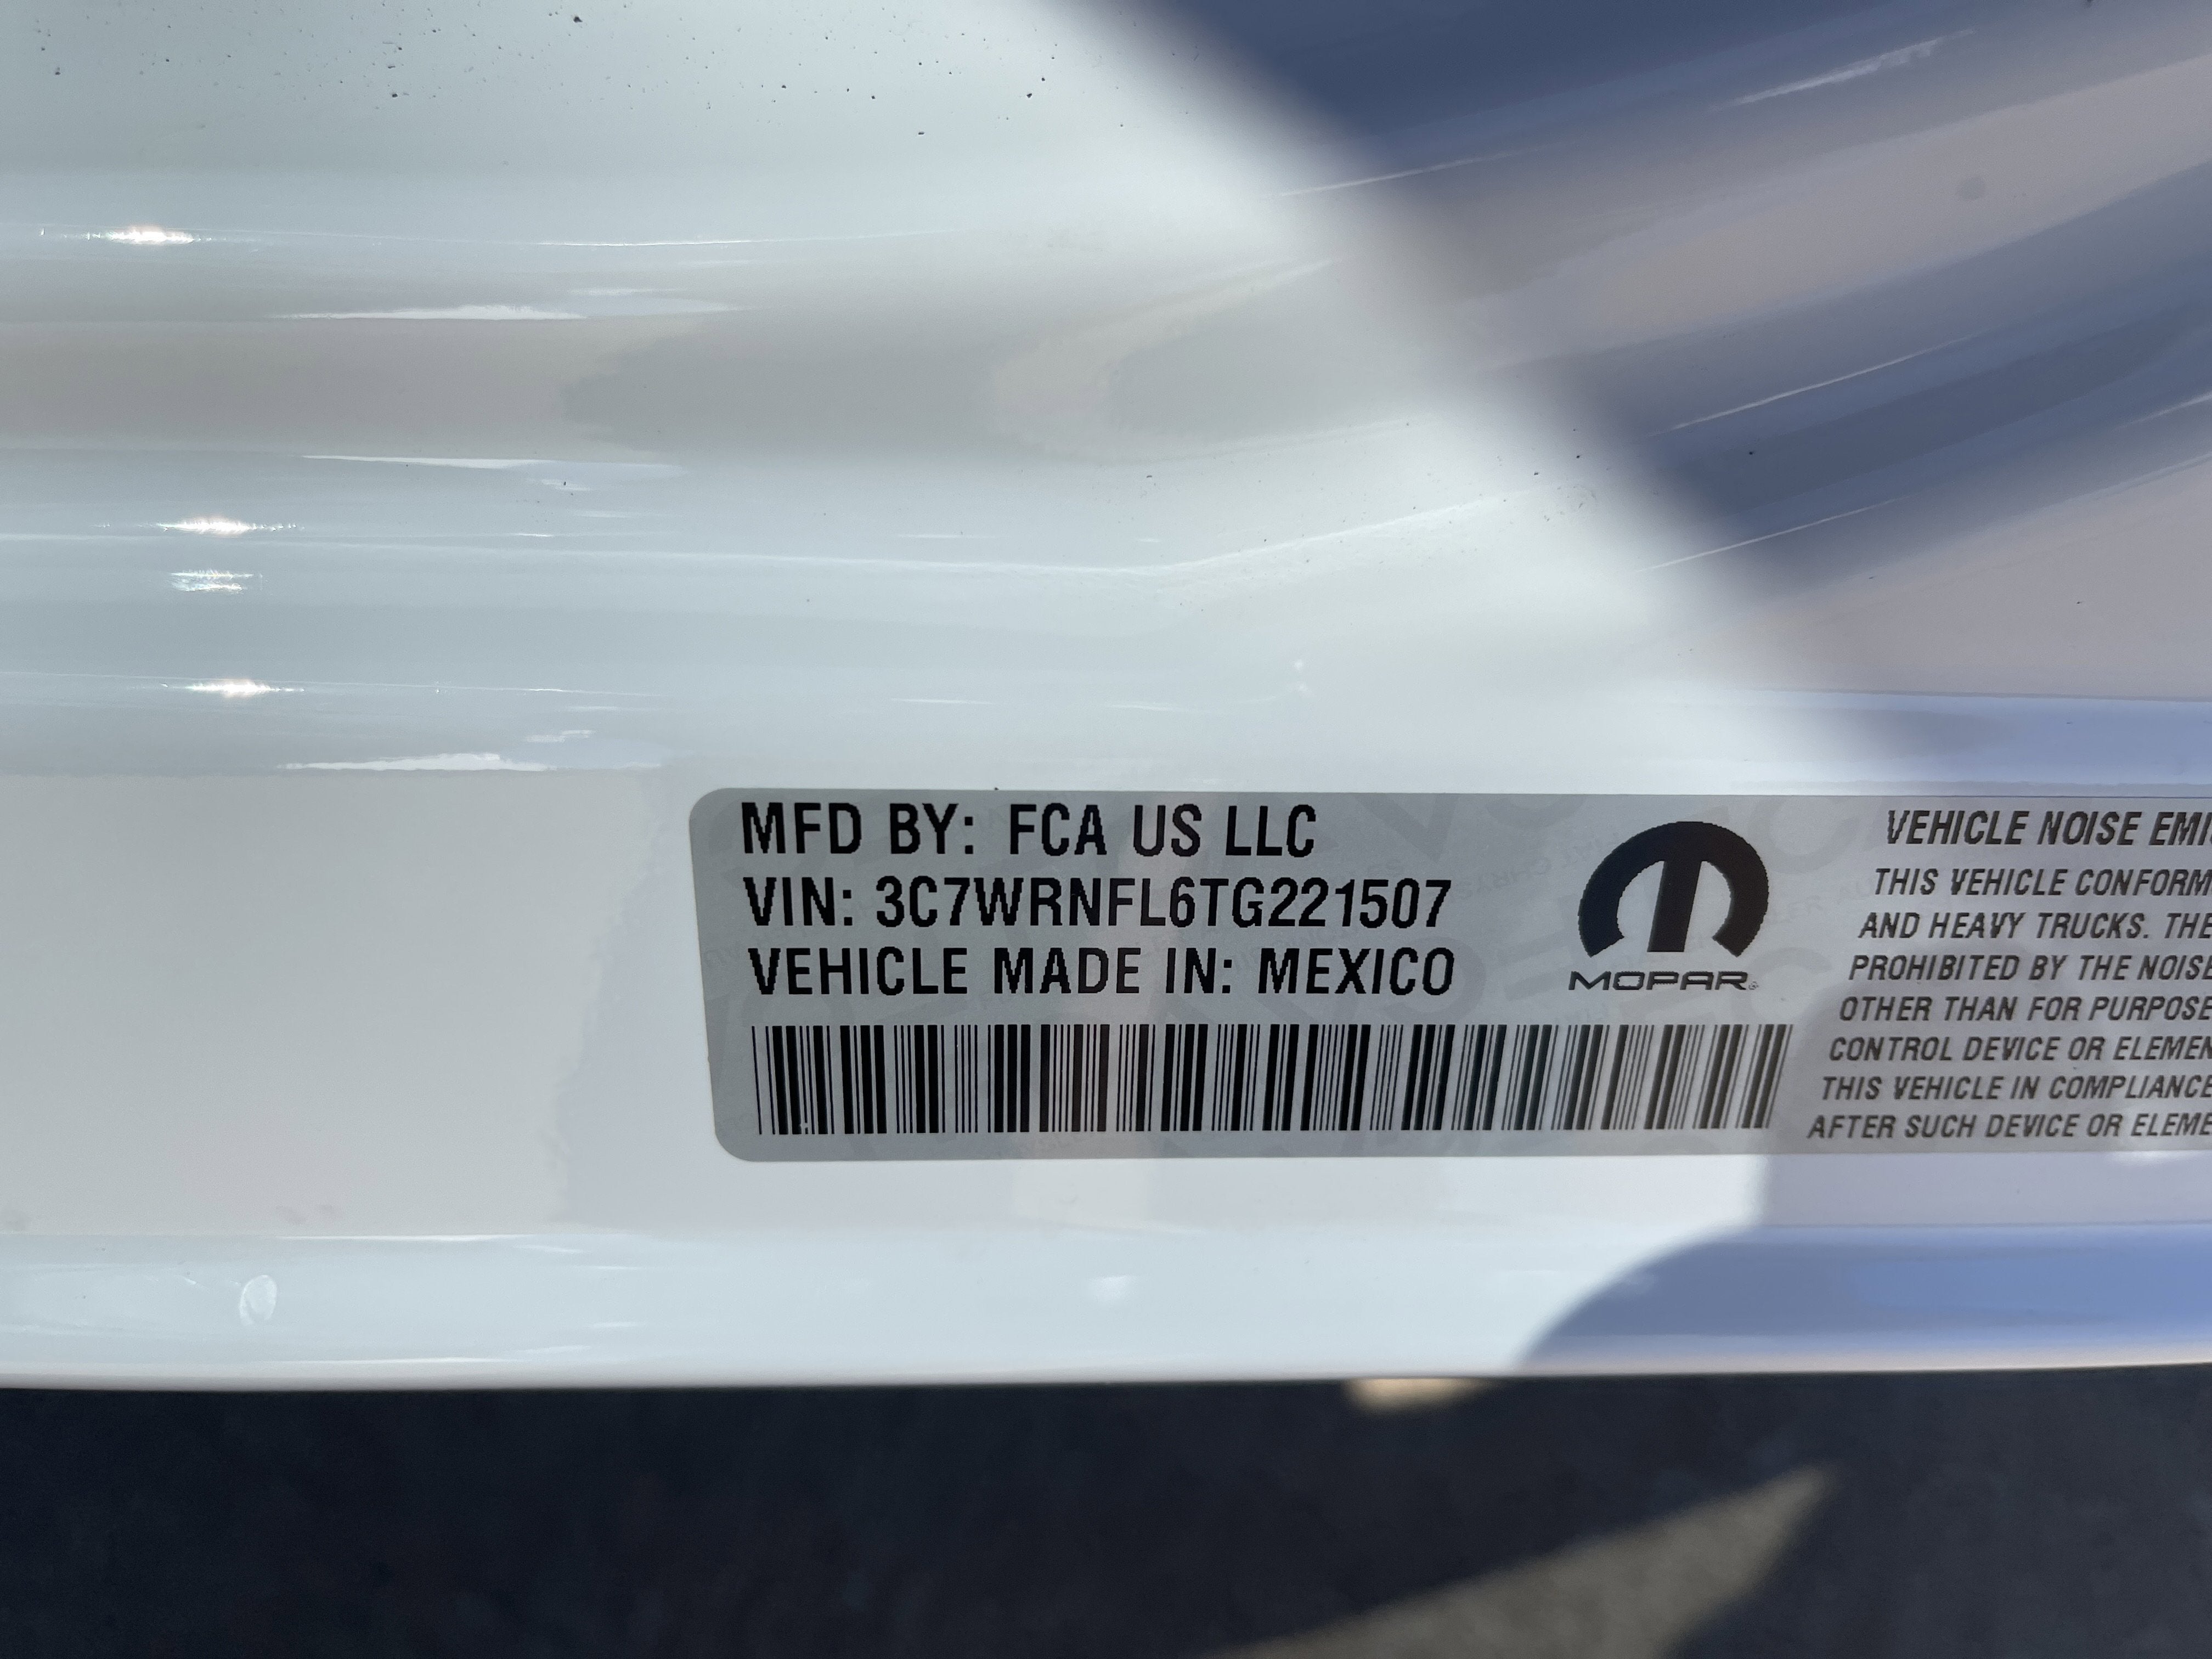 MFD BY: FCA US LLC
VIN: 3C7WRNFL6TG221507
VEHICLE MADE IN: MEXICO
MOPAR
VEHICLE NOISE EMI
THIS VEHICLE CONFORM
AND HEAVY TRUCKS. THE
PROHIBITED BY THE NOISE
OTHER THAN FOR PURPOSE
CONTROL DEVICE OR ELEMEN
THIS VEHICLE IN COMPLIANCE
AFTER SUCH DEVICE OR ELEME